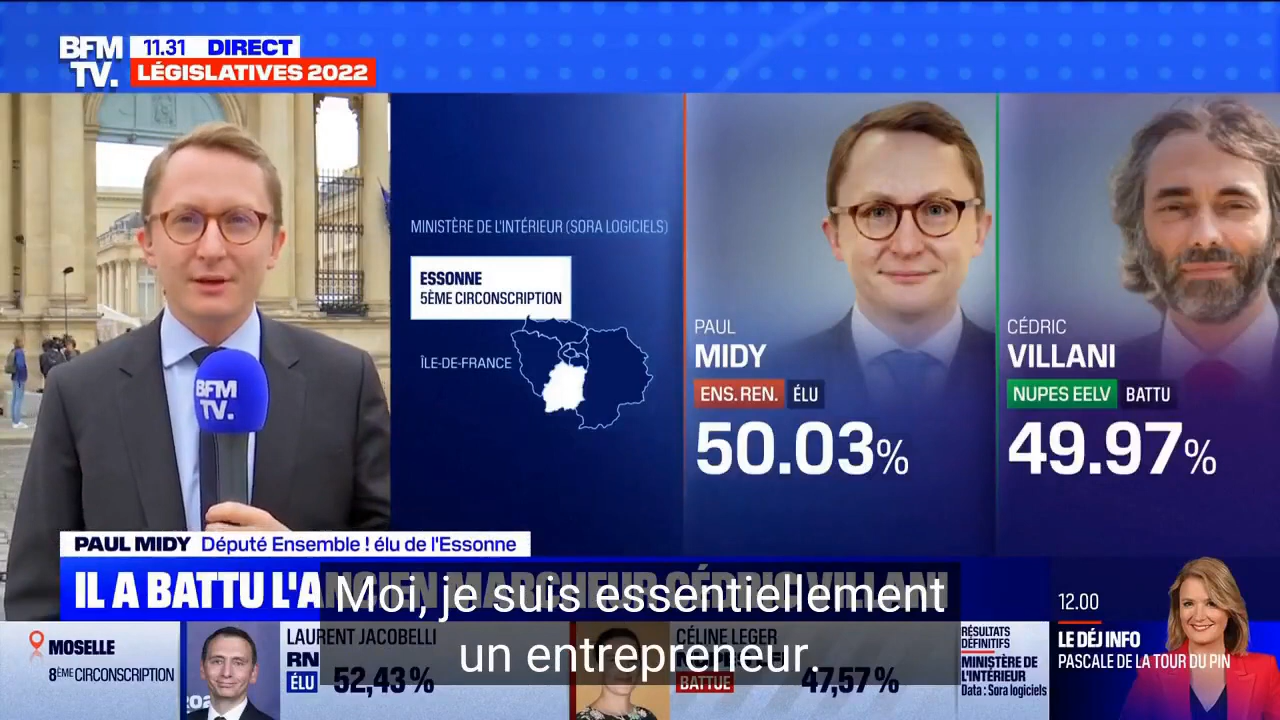 BFM
TV.
11.31 DIRECT
LÉGISLATIVES 2022
MINISTÈRE DE L'INTÉRIEUR (SORA LOGICIELS)
ESSONNE
5ÈME CIRCONSCRIPTION
ÎLE-DE-FRANCE
PAUL
MIDY
ENS. REN. ÉLU
50.03%
CÉDRIC
VILLANI
NUPES EELV BATTU
49.97%
BFM
TV.
PAUL MIDY Député Ensemble ! élu de l'Essonne
IL A BATTU L'ANCIEN MARCHEUR CÉDRIC VILLANI
Moi, je suis essentiellement
un entrepreneur.
MOSELLE
8ÈME CIRCONSCRIPTION
LAURENT JACOBELLI
RN
ÉLU 52,43%
CÉLINE LEGER
BATTUE 47,57%
RÉSULTATS
DÉFINITIFS
MINISTÈRE DE
L'INTÉRIEUR
Data : Sora logiciels
12.00
LE DÉJ INFO
PASCALE DE LA TOUR DU PIN